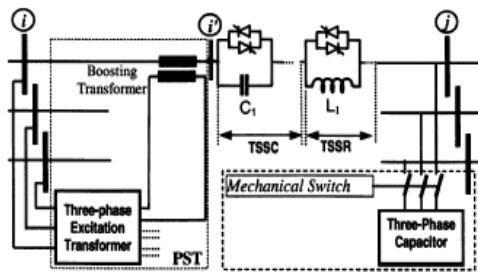 i
i'
j
Boosting
Transformer
C1
L1
TSSC
TSSR
Mechanical Switch
Three-phase
Excitation
Transformer
PST
Three-Phase
Capacitor